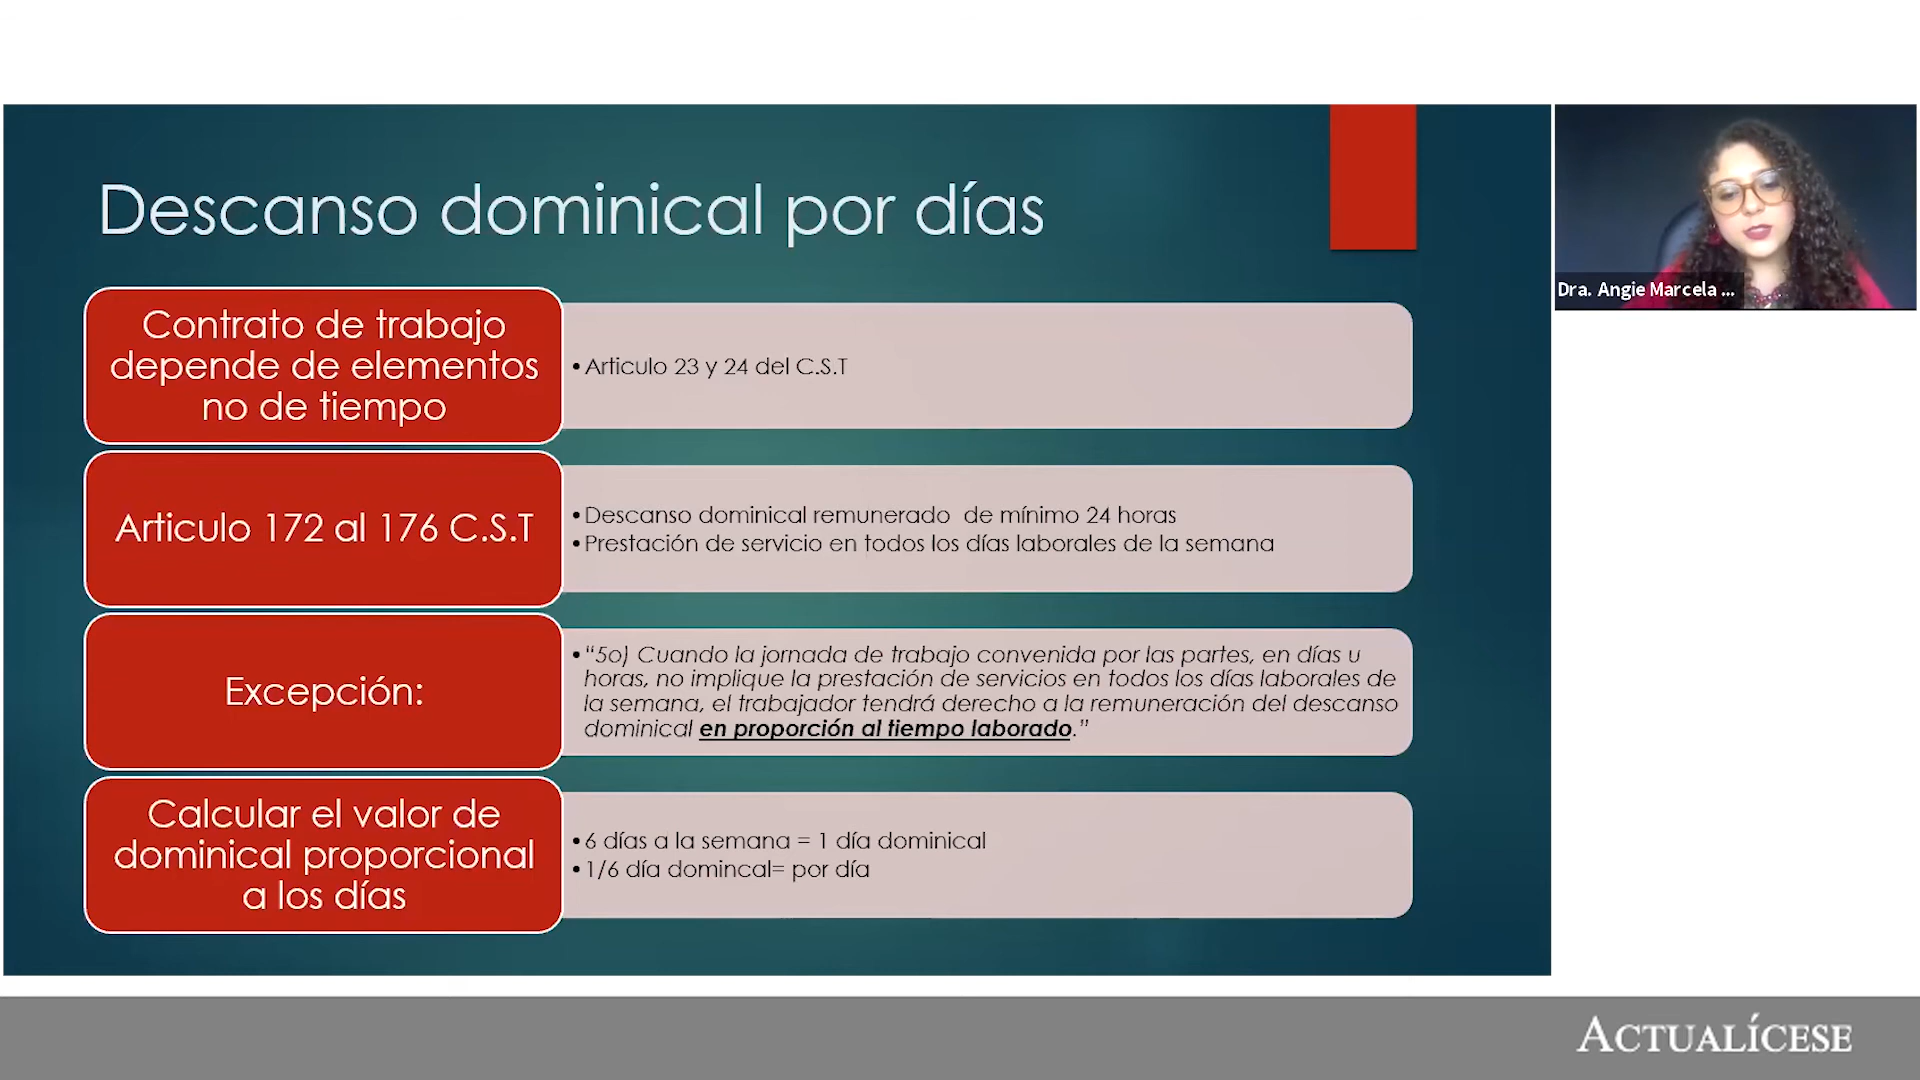 Descanso dominical por días
Contrato de trabajo
depende de elementos
no de tiempo
• Articulo 23 y 24 del C.S.T
Articulo 172 al 176 C.S.T
• Descanso dominical remunerado  de mínimo 24 horas
• Prestación de servicio en todos los días laborales de la semana
Excepción:
• “5o) Cuando la jornada de trabajo convenida por las partes, en días u
horas, no implique la prestación de servicios en todos los días laborales de
la semana, el trabajador tendrá derecho a la remuneración del descanso
dominical en proporción al tiempo laborado.”
Calcular el valor de
dominical proporcional
a los días
• 6 días a la semana = 1 día dominical
• 1/6 día domincal= por día
Dra. Angie Marcela ...
ACTUALÍCESE